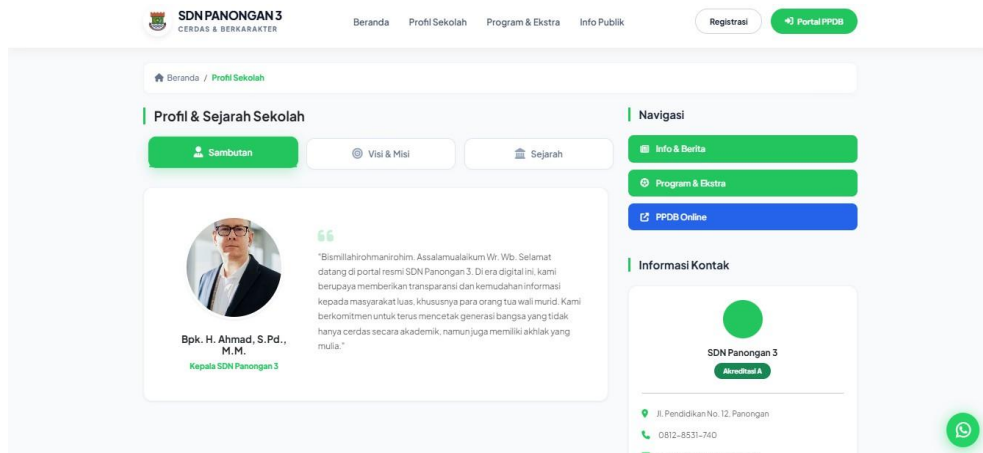 SDN PANONGAN 3
CERDAS & BERKARAKTER
Beranda
Profil Sekolah
Program & Ekstra
Info Publik
Registrasi
Portal PPDB
Beranda / Profil Sekolah
Profil & Sejarah Sekolah
Sambutan
Visi & Misi
Sejarah
"Bismillahirohmanirohim. Assalamualaikum Wr. Wb. Selamat
datang di portal resmi SDN Panongan 3. Di era digital ini, kami
berupaya memberikan transparansi dan kemudahan informasi
kepada masyarakat luas, khususnya para orang tua wali murid. Kami
berkomitmen untuk terus mencetak generasi bangsa yang tidak
hanya cerdas secara akademik, namun juga memiliki akhlak yang
mulia."
Bpk. H. Ahmad, S.Pd.,
M.M.
Kepala SDN Panongan 3
Navigasi
Info & Berita
Program & Ekstra
PPDB Online
Informasi Kontak
SDN Panongan 3
Akreditasi A
Jl. Pendidikan No. 12, Panongan
0812-8531-740